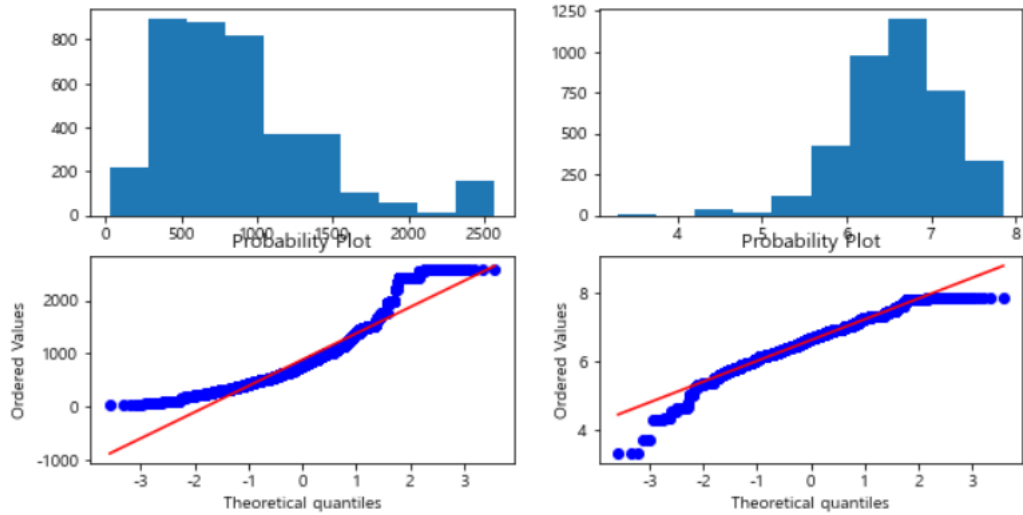 800
600
400
200
0
0 500 1000 1500 2000 2500
Probability Plot
1250
1000
750
500
250
0
4 5 6 7 8
Probability Plot
Ordered Values
2000
1000
0
-1000
-3 -2 -1 0 1 2 3
Theoretical quantiles
Ordered Values
8
6
4
-3 -2 -1 0 1 2 3
Theoretical quantiles